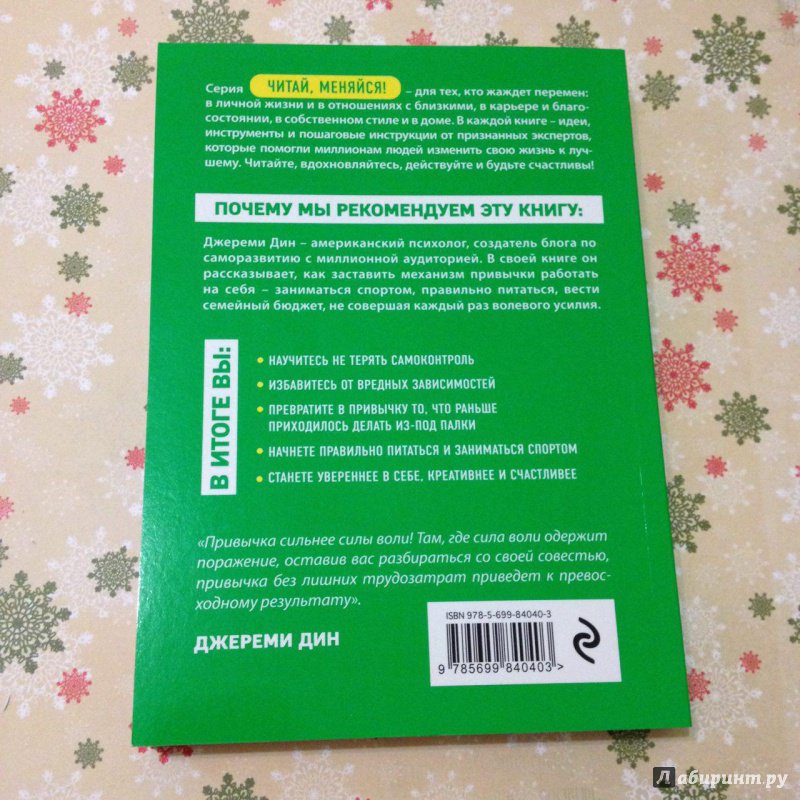 Серия ЧИТАЙ, МЕНЯЙСЯ! – для тех, кто жаждет перемен:
в личной жизни и в отношениях с близкими, в карьере и благо-
состоянии, в собственном стиле и в доме. В каждой книге – идеи,
инструменты и пошаговые инструкции от признанных экспертов,
которые помогли миллионам людей изменить свою жизнь к луч-
шему. Читайте, вдохновляйтесь, действуйте и будьте счастливы!
ПОЧЕМУ МЫ РЕКОМЕНДУЕМ ЭТУ КНИГУ:
Джереми Дин – американский психолог, создатель блога по
саморазвитию с миллионной аудиторией. В своей книге он
рассказывает, как заставить механизм привычки работать
на себя – заниматься спортом, правильно питаться, вести
семейный бюджет, не совершая каждый раз волевого усилия.
В ИТОГЕ ВЫ:
• НАУЧИТЕСЬ НЕ ТЕРЯТЬ САМОКОНТРОЛЬ
• ИЗБАВИТЕСЬ ОТ ВРЕДНЫХ ЗАВИСИМОСТЕЙ
• ПРЕВРАТИТЕ В ПРИВЫЧКУ ТО, ЧТО РАНЬШЕ
ПРИХОДИЛОСЬ ДЕЛАТЬ ИЗ-ПОД ПАЛКИ
• НАЧНЕТЕ ПРАВИЛЬНО ПИТАТЬСЯ И ЗАНИМАТЬСЯ СПОРТОМ
• СТАНЕТЕ УВЕРЕННЕЕ В СЕБЕ, КРЕАТИВНЕЕ И СЧАСТЛИВЕЕ
«Привычка сильнее силы воли! Там, где сила воли одержит
поражение, оставив вас разбираться со своей совестью,
привычка без лишних трудозатрат приведет к превос-
ходному результату».
ДЖЕРЕМИ ДИН
ISBN 978-5-699-84040-3
9 785699 840403>
Лабиринт.ру